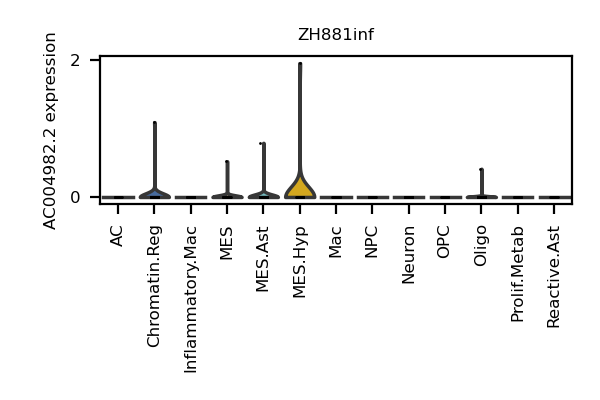 ZH881inf
AC004982.2 expression
2
0
AC
Chromatin.Reg
Inflammatory.Mac
MES
MES.Ast
MES.Hyp
Mac
NPC
Neuron
OPC
Oligo
Prolif.Metab
Reactive.Ast